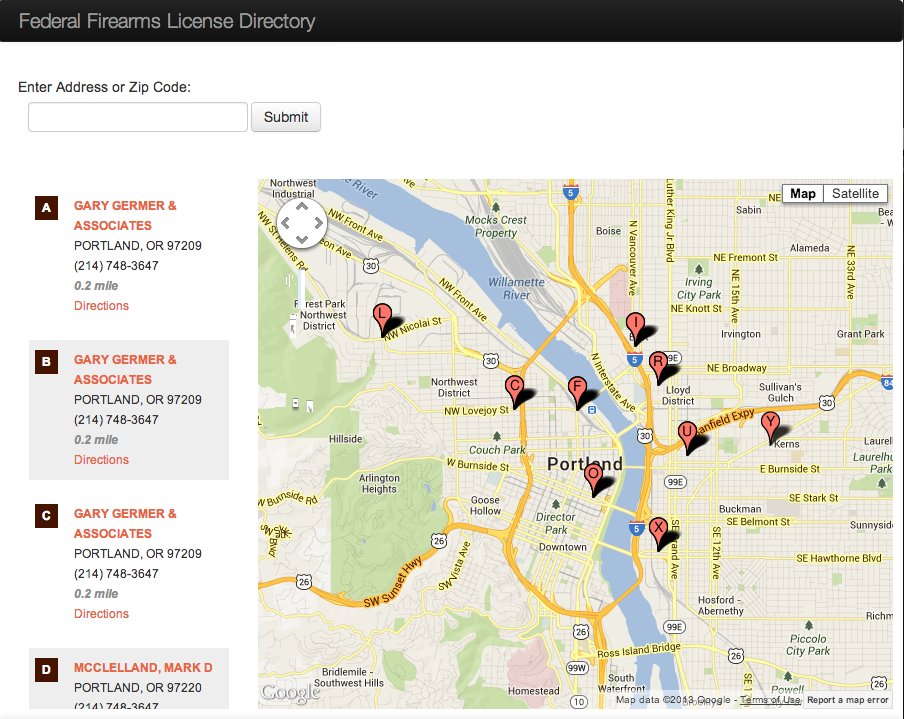 Federal Firearms License Directory
Enter Address or Zip Code:
Submit
A
GARY GERMER &
ASSOCIATES
PORTLAND, OR 97209
(214) 748-3647
0.2 mile
Directions
B
GARY GERMER &
ASSOCIATES
PORTLAND, OR 97209
(214) 748-3647
0.2 mile
Directions
C
GARY GERMER &
ASSOCIATES
PORTLAND, OR 97209
(214) 748-3647
0.2 mile
Directions
D
MCCLELLAND, MARK D
PORTLAND, OR 97220
(214) 748-3647
Map
Satellite
Northwest
Industrial
River
5
Luther King Jr Blvd
Sabin
NW St Helens Rd
NW Front Ave
Mocks Crest
Property
Boise
N Vancouver Ave
Alameda
NE Fremont St
NE 33rd Ave
30
Willamette
River
Irving
City Park
NE 15th Ave
NE Knott St
Forest Park
Northwest
District
L
NW Nicolai St
NW Front Ave
I
Irvington
Grant Park
5
R
99E
NE Broadway
30
Northwest
District
C
F
N Interstate Ave
Lloyd
District
Sullivan's
Gulch
84
30
NW Lovejoy St
Banfield Expy
U
Y
Kerns
30
Hillside
Couch Park
W Burnside St
Portland
O
E Burnside St
Arlington
Heights
99E
W Burnside Rd
Goose
Hollow
Director
Park
SE Stark St
Buckman
SE Belmont St
Sunnyside
5
X
SE Grand Ave
SE 12th Ave
26
Downtown
SE Hawthorne Blvd
SW Vista Ave
26
SW Sunset Hwy
Hosford -
Abernethy
99E
26
Piccolo
City Park
Ross Island Bridge
26
99W
Bridlemile -
Southwest Hills
Homestead
South
Waterfront
Powell
26
10
Google
Map data ©2013 Google - Terms of Use
Report a map error